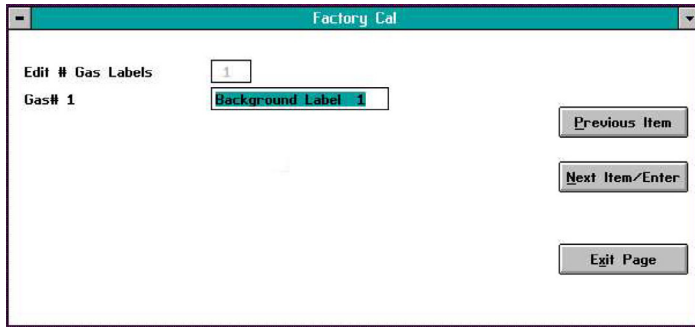 Factory Cal
Edit # Gas Labels 1
Gas# 1 Background Label 1
Previous Item
Next Item/Enter
Exit Page